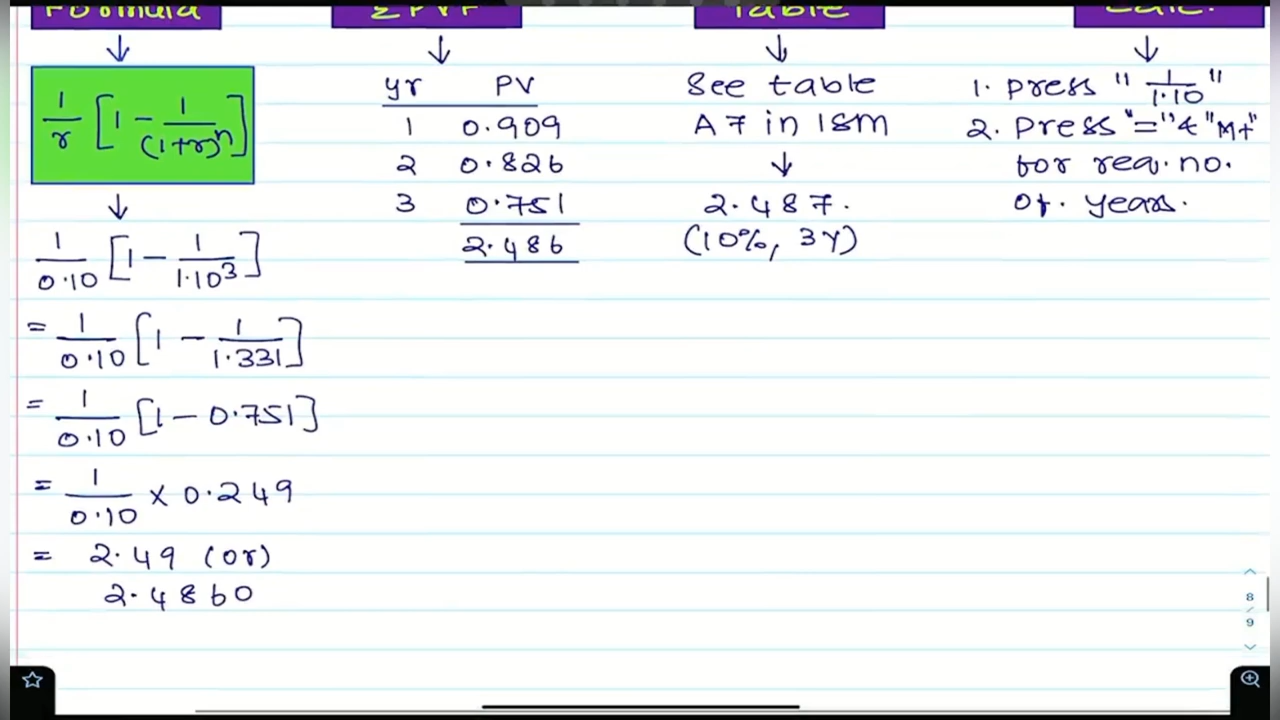 Formula
↓
1/r [1 - 1/(1+r)^n]
↓
1/0.10 [1 - 1/1.10^3]
= 1/0.10 [1 - 1/1.331]
= 1/0.10 [1 - 0.751]
= 1/0.10 × 0.249
= 2.49 (or)
2.4860
ΣPVF
↓
yr PV
1 0.909
2 0.826
3 0.751
2.486
Table
↓
See table
A7 in ISM
↓
2.487.
(10%, 3Y)
Calc.
↓
1. press "1/1.10"
2. press "=" & "M+"
for req. no.
of. years.
8
/
9